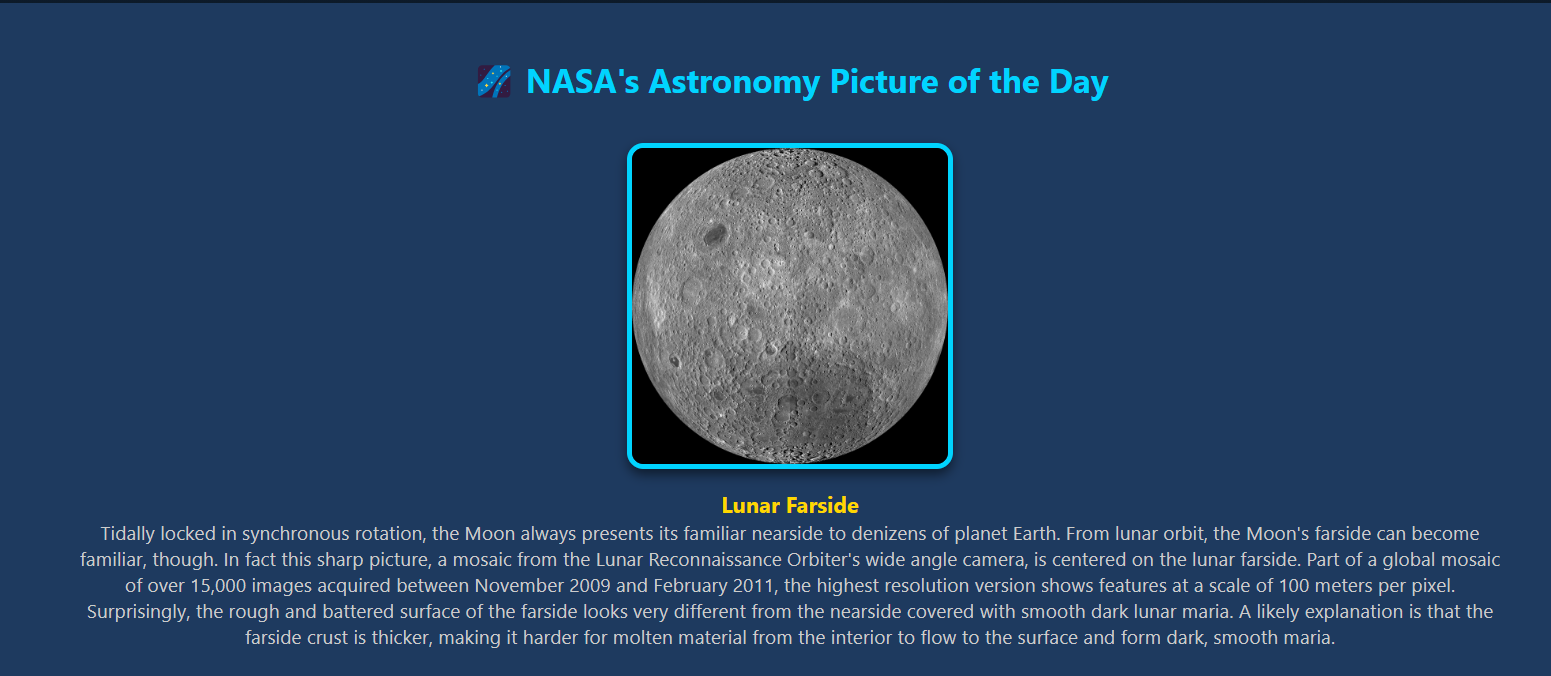 NASA's Astronomy Picture of the Day
Lunar Farside
Tidally locked in synchronous rotation, the Moon always presents its familiar nearside to denizens of planet Earth. From lunar orbit, the Moon's farside can become
familiar, though. In fact this sharp picture, a mosaic from the Lunar Reconnaissance Orbiter's wide angle camera, is centered on the lunar farside. Part of a global mosaic
of over 15,000 images acquired between November 2009 and February 2011, the highest resolution version shows features at a scale of 100 meters per pixel.
Surprisingly, the rough and battered surface of the farside looks very different from the nearside covered with smooth dark lunar maria. A likely explanation is that the
farside crust is thicker, making it harder for molten material from the interior to flow to the surface and form dark, smooth maria.